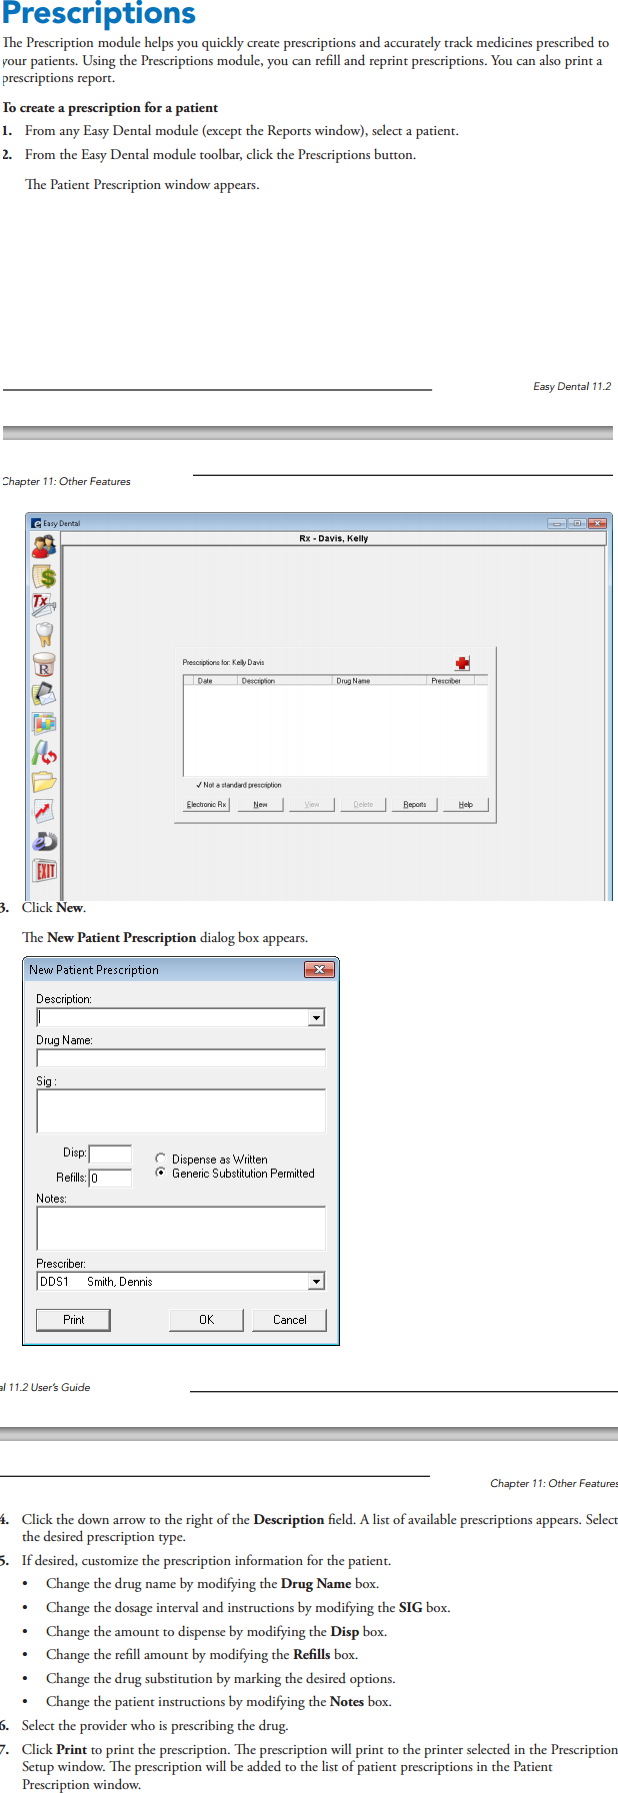 Prescriptions
The Prescription module helps you quickly create prescriptions and accurately track medicines prescribed to
your patients. Using the Prescriptions module, you can refill and reprint prescriptions. You can also print a
prescriptions report.
To create a prescription for a patient
1. From any Easy Dental module (except the Reports window), select a patient.
2. From the Easy Dental module toolbar, click the Prescriptions button.
The Patient Prescription window appears.
Easy Dental 11.2
Chapter 11: Other Features
Easy Dental
Rx - Davis, Kelly
Prescriptions for: Kelly Davis
Date Description Drug Name Prescriber
✓ Not a standard prescription
Electronic Rx New View Delete Reports Help
Tx
R
EXIT
3. Click New.
The New Patient Prescription dialog box appears.
New Patient Prescription
Description:
Drug Name:
Sig :
Disp:
Dispense as Written
Refills: 0
Generic Substitution Permitted
Notes:
Prescriber:
DDS1 Smith, Dennis
Print OK Cancel
al 11.2 User's Guide
Chapter 11: Other Features
4. Click the down arrow to the right of the Description field. A list of available prescriptions appears. Select
the desired prescription type.
5. If desired, customize the prescription information for the patient.
• Change the drug name by modifying the Drug Name box.
• Change the dosage interval and instructions by modifying the SIG box.
• Change the amount to dispense by modifying the Disp box.
• Change the refill amount by modifying the Refills box.
• Change the drug substitution by marking the desired options.
• Change the patient instructions by modifying the Notes box.
6. Select the provider who is prescribing the drug.
7. Click Print to print the prescription. The prescription will print to the printer selected in the Prescription
Setup window. The prescription will be added to the list of patient prescriptions in the Patient
Prescription window.